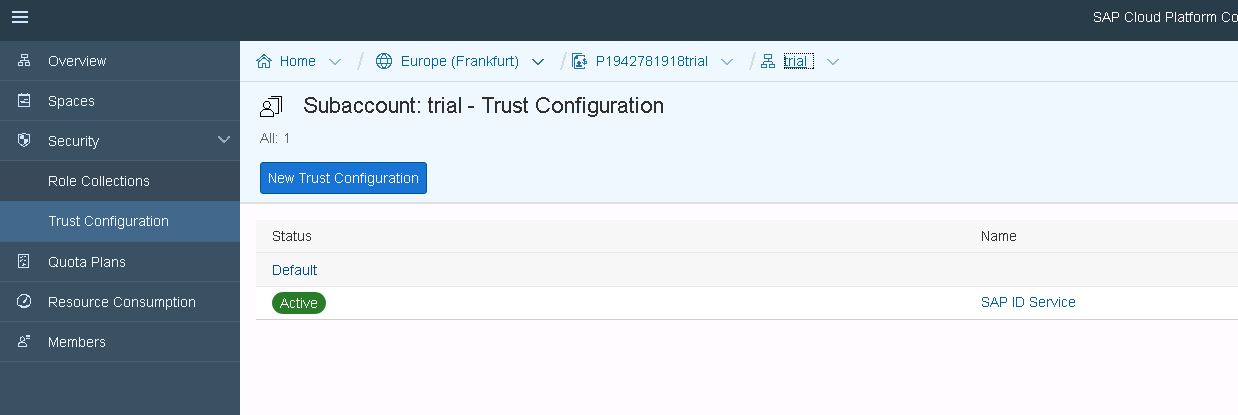 SAP Cloud Platform Co
Overview
Spaces
Security
Role Collections
Trust Configuration
Quota Plans
Resource Consumption
Members
Home / Europe (Frankfurt) / P1942781918trial / trial
Subaccount: trial - Trust Configuration
All: 1
New Trust Configuration
Status Name
Default
Active SAP ID Service